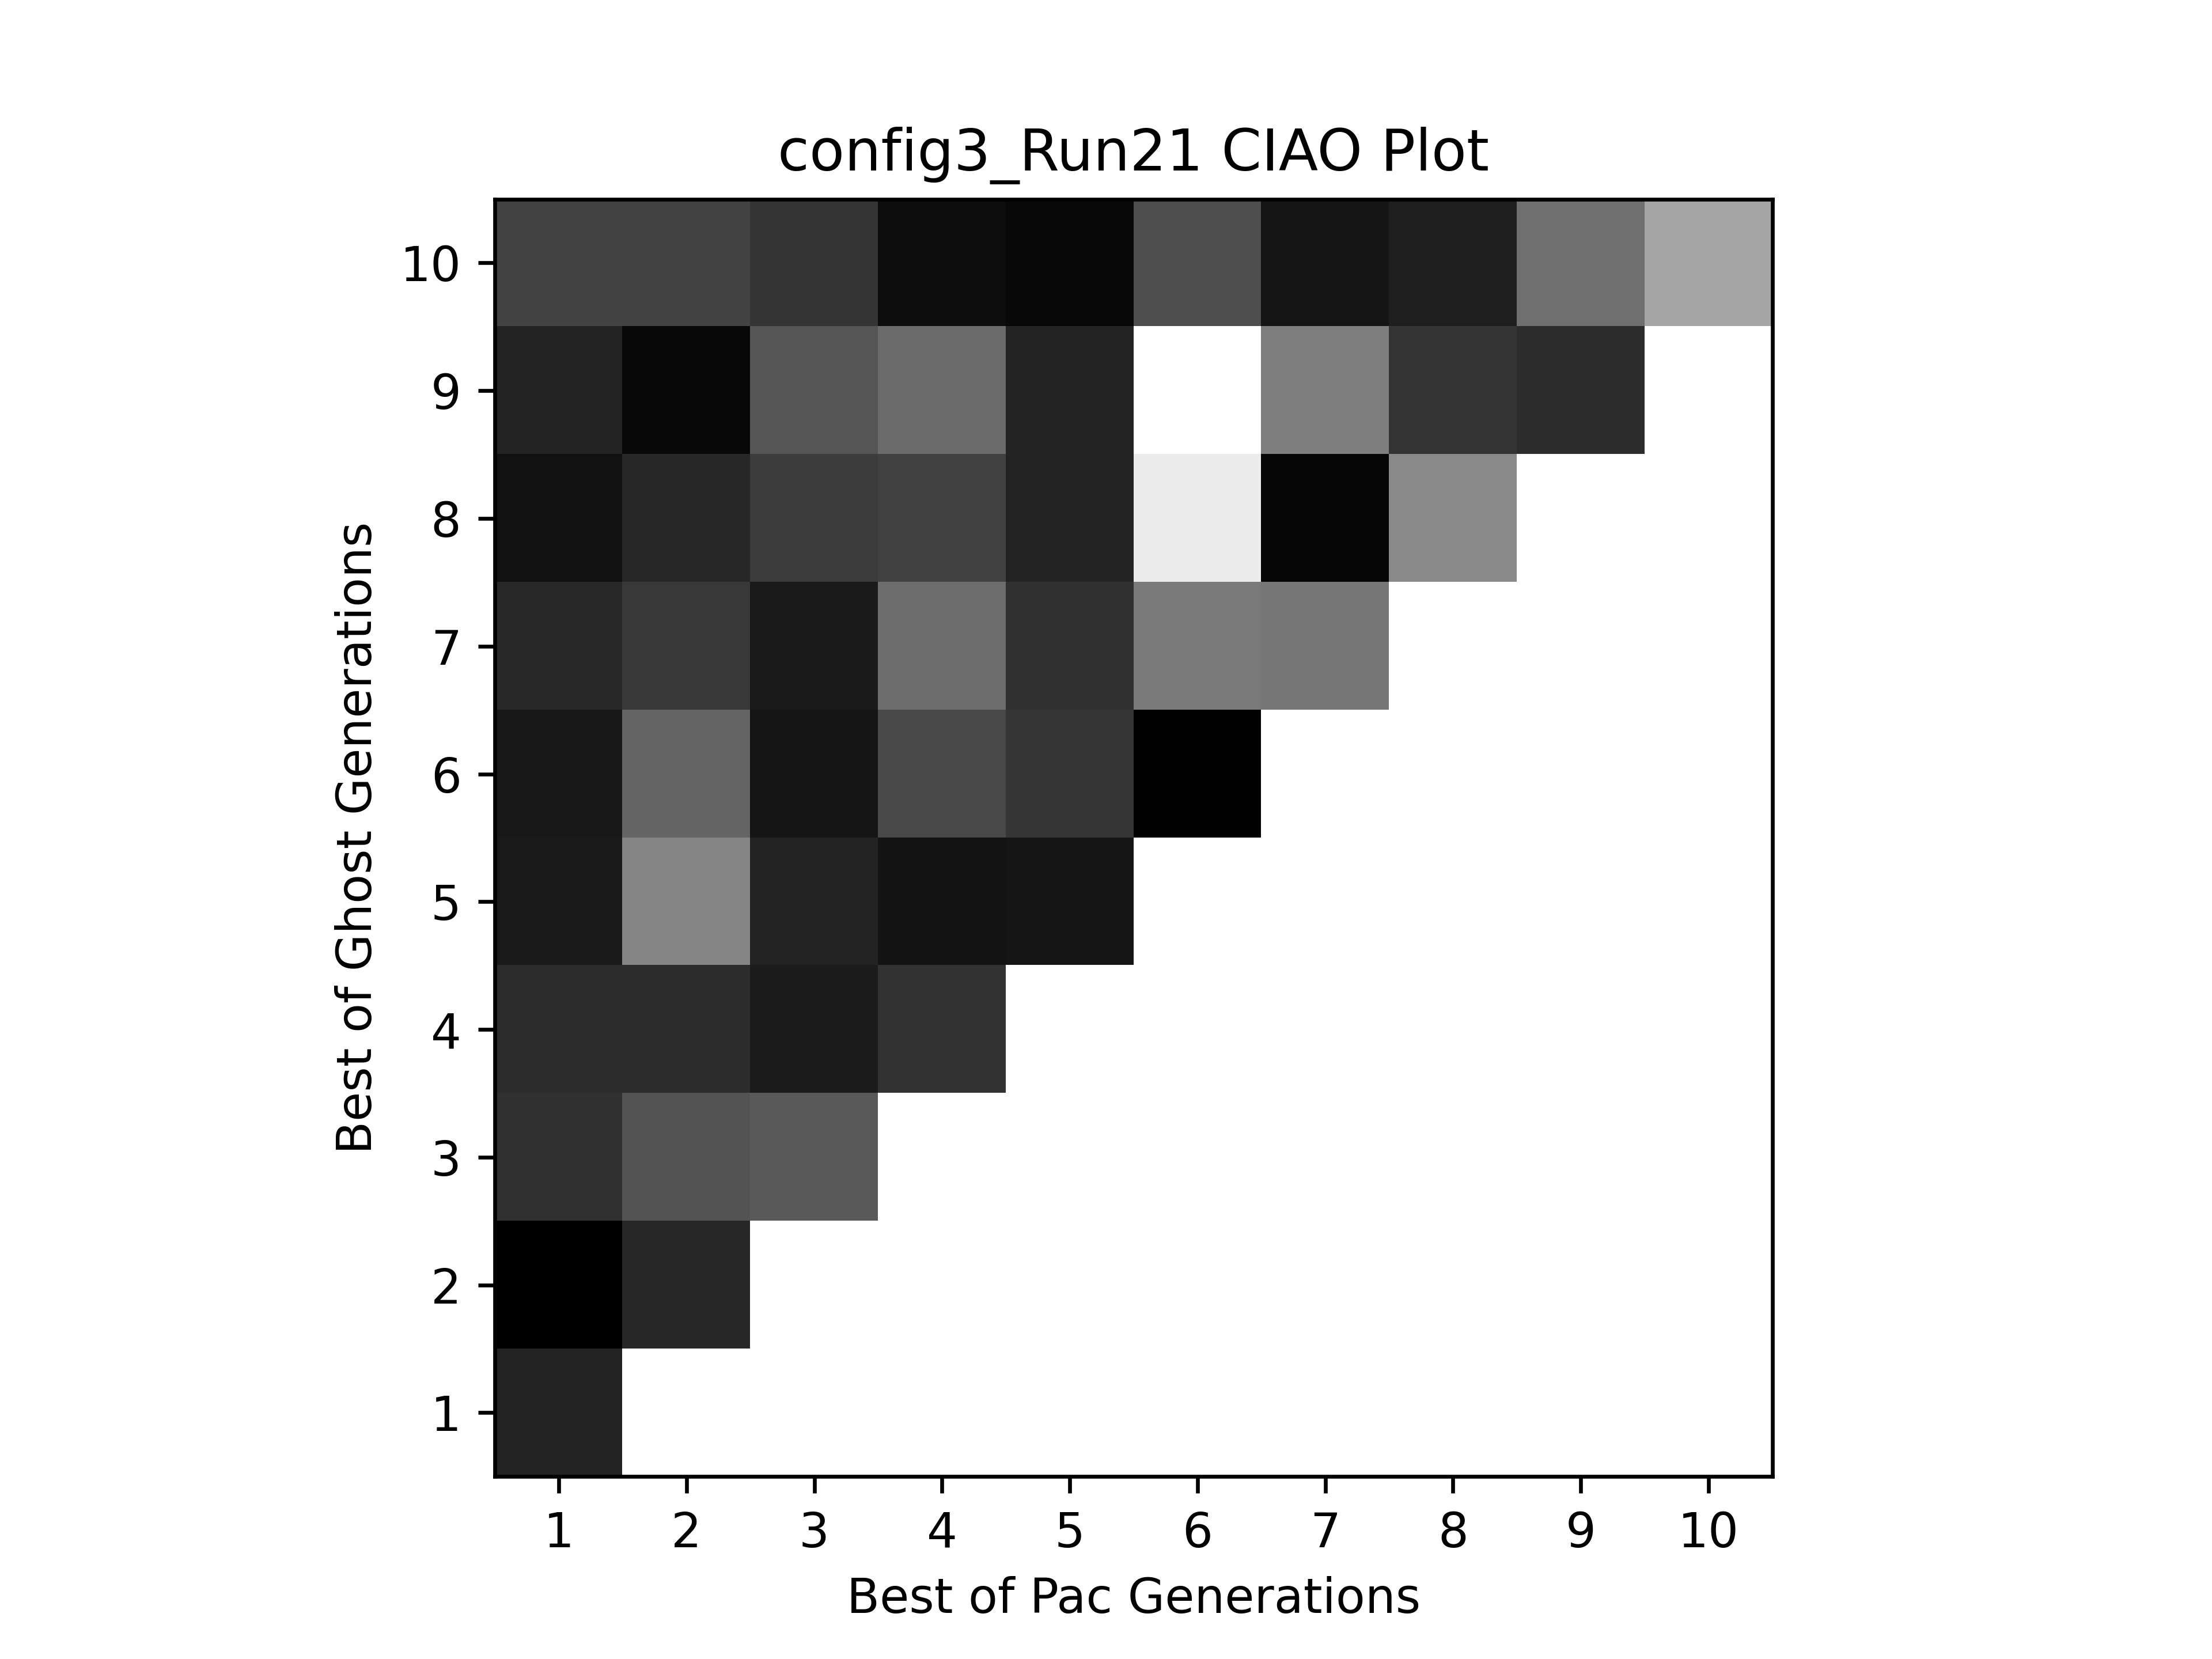 config3_Run21 CIAO Plot
10
9
8
7
6
5
4
3
2
1
Best of Ghost Generations
1 2 3 4 5 6 7 8 9 10
Best of Pac Generations